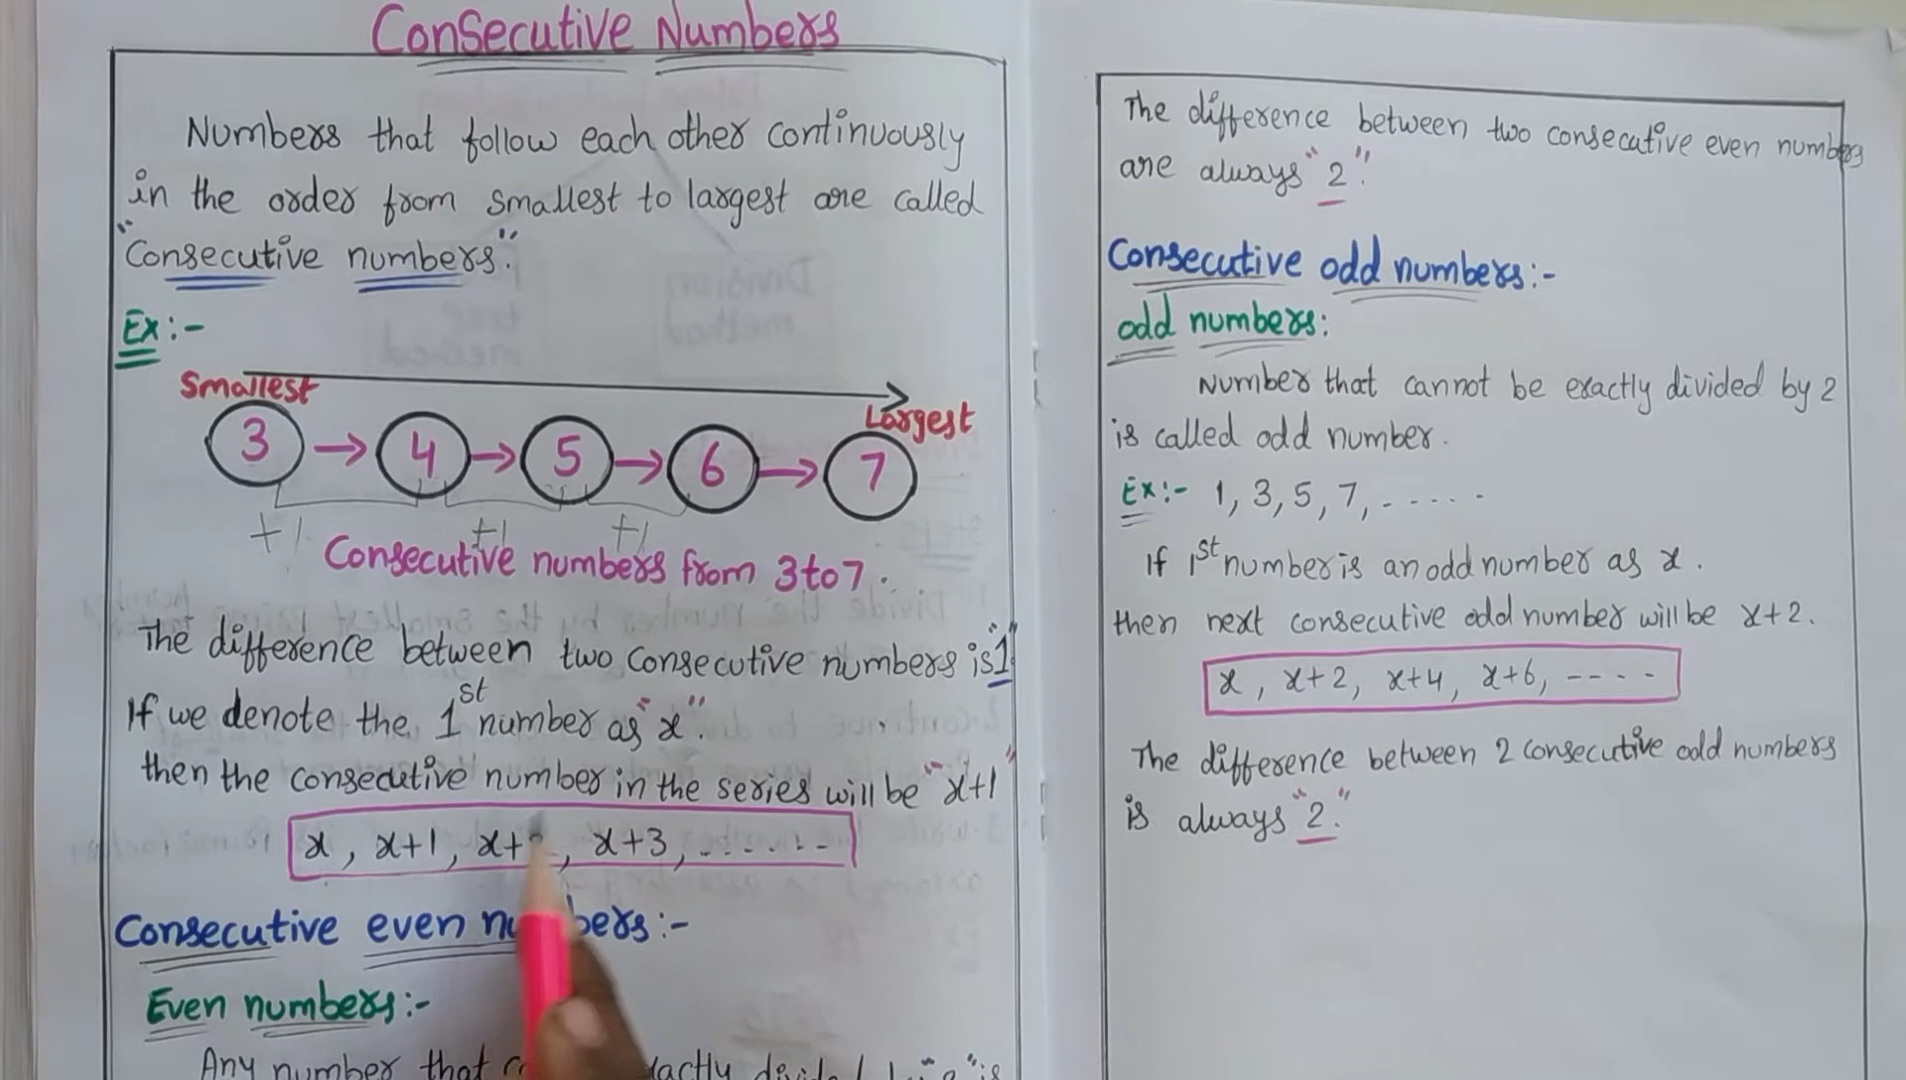 Consecutive Numbers
Numbers that follow each other continuously
in the order from smallest to largest are called
"Consecutive numbers".
Ex:-
Smallest
Largest
3 → 4 → 5 → 6 → 7
+1 +1 +1
Consecutive numbers from 3 to 7.
The difference between two consecutive numbers is "1"
If we denote the 1st number as "x".
then the consecutive number in the series will be "x+1"
x, x+1, x+ , x+3, ......
Consecutive even numbers:-
Even numbers:-
Any number that
The difference between two consecutive even numbers
are always "2".
Consecutive odd numbers:-
odd numbers:
Number that cannot be exactly divided by 2
is called odd number.
Ex:- 1, 3, 5, 7, .....
If 1st number is an odd number as x.
then next consecutive odd number will be x+2.
x, x+2, x+4, x+6, ----
The difference between 2 consecutive odd numbers
is always "2."